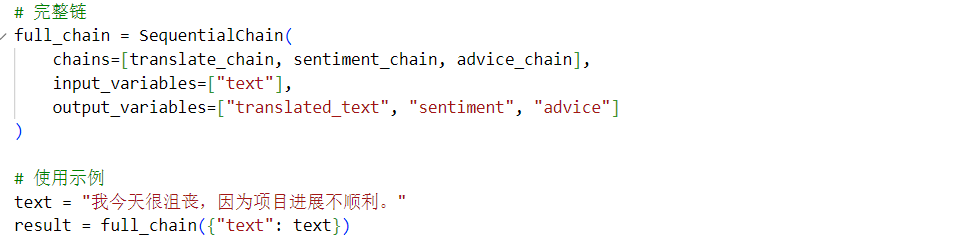 # 完整链
full_chain = SequentialChain(
    chains=[translate_chain, sentiment_chain, advice_chain],
    input_variables=["text"],
    output_variables=["translated_text", "sentiment", "advice"]
)

# 使用示例
text = "我今天很沮丧，因为项目进展不顺利。"
result = full_chain({"text": text})